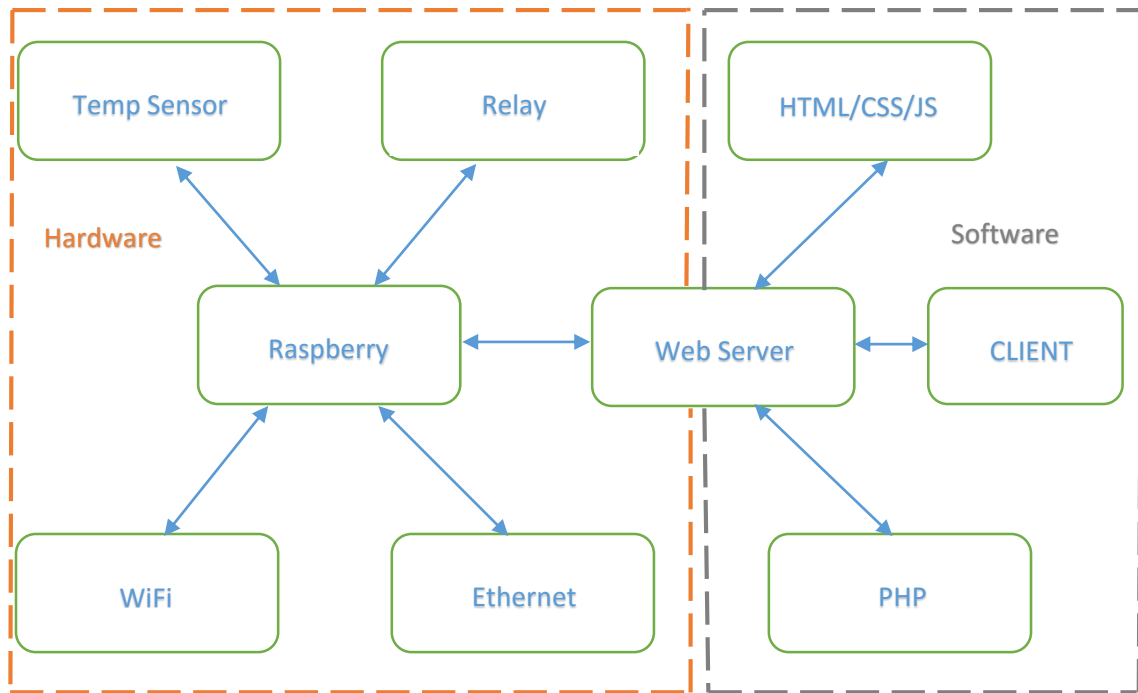 Temp Sensor
Relay
HTML/CSS/JS
Hardware
Software
Raspberry
Web Server
CLIENT
WiFi
Ethernet
PHP